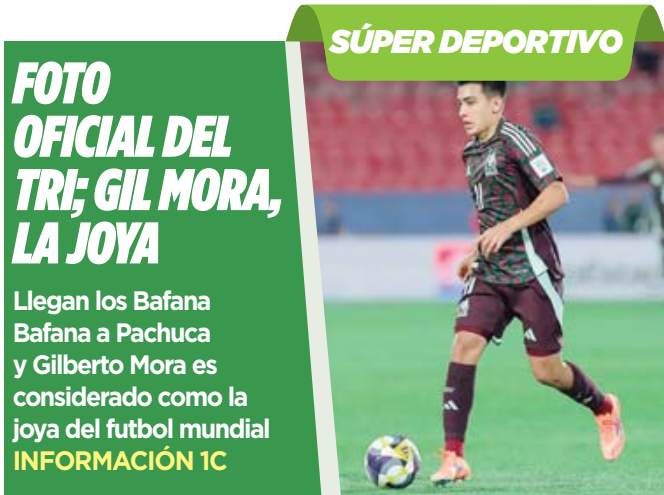 SÚPER DEPORTIVO
FOTO
OFICIAL DEL
TRI; GIL MORA,
LA JOYA
Llegan los Bafana
Bafana a Pachuca
y Gilberto Mora es
considerado como la
joya del futbol mundial
INFORMACIÓN 1C
11